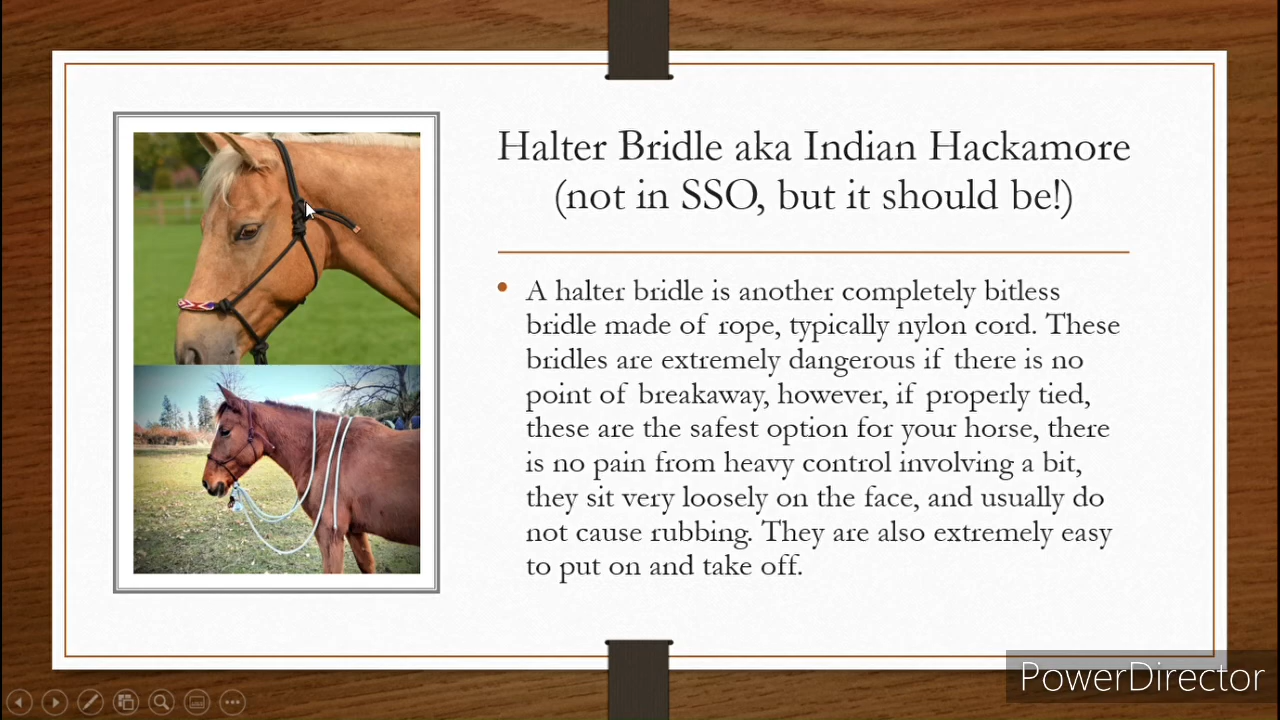 Halter Bridle aka Indian Hackamore
(not in SSO, but it should be!)
• A halter bridle is another completely bitless
bridle made of rope, typically nylon cord. These
bridles are extremely dangerous if there is no
point of breakaway, however, if properly tied,
these are the safest option for your horse, there
is no pain from heavy control involving a bit,
they sit very loosely on the face, and usually do
not cause rubbing. They are also extremely easy
to put on and take off.
PowerDirector